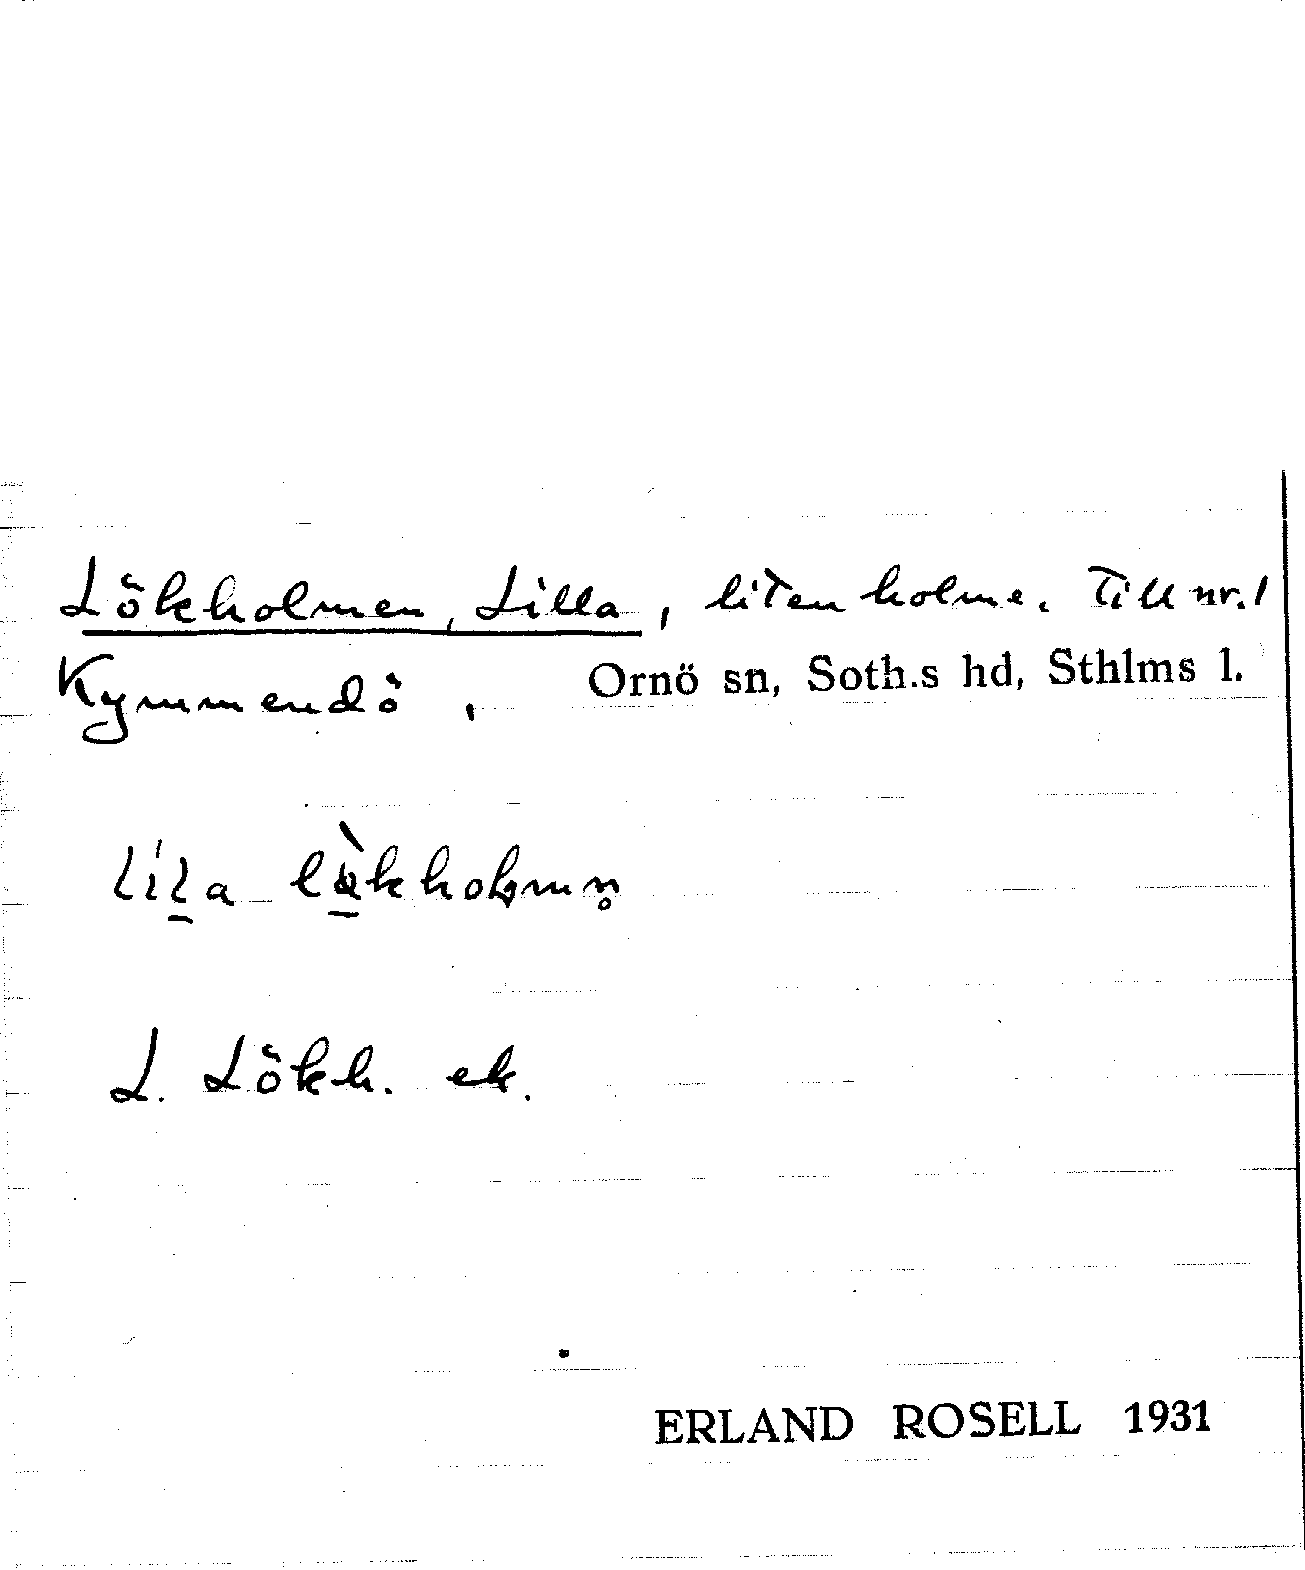 Lökholmen, Lilla, liten holme. Till nr. 1
Kymmendö, Ornö sn, Soth.s hd, Sthlms l.
lila
L. Lökh. ek.
ERLAND ROSELL 1931